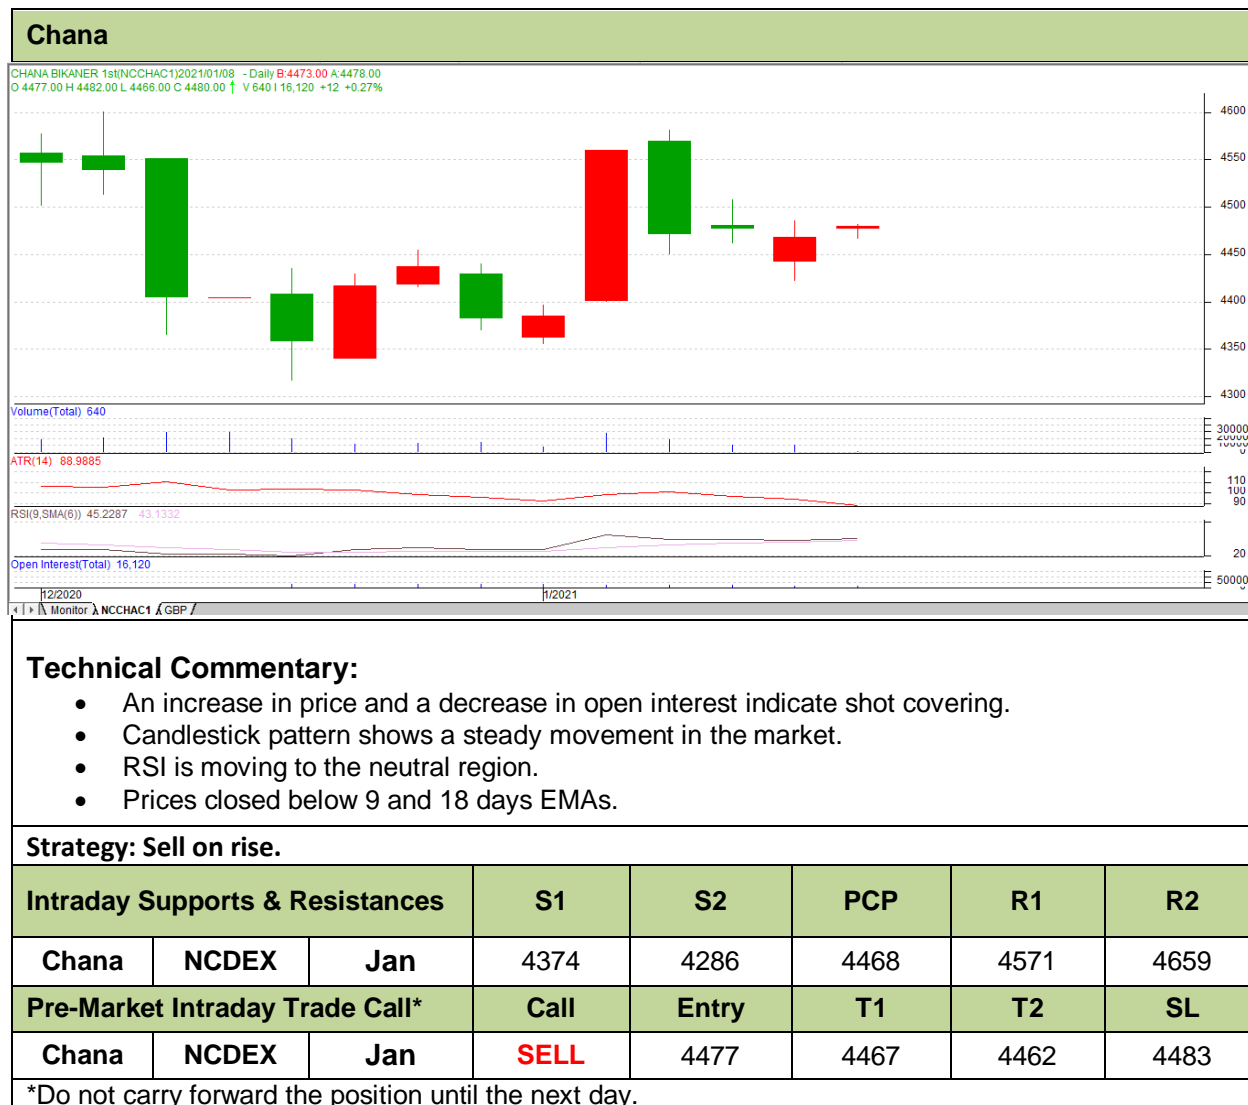 Chana
CHANA BIKANER 1st(NCCHAC1)2021/01/08 - Daily B:4473.00 A:4478.00
O 4477.00 H 4482.00 L 4466.00 C 4480.00 ↑ V 640 I 16,120 +12 +0.27%
4600
4550
4500
4450
4400
4350
4300
Volume(Total) 640
30000
20000
10000
0
ATR(14) 88.9885
110
100
90
RSI(9,SMA(6)) 45.2287 43.1332
20
Open Interest(Total) 16,120
50000
0
12/2020 1/2021
Monitor NCCHAC1 GBP
Technical Commentary:
• An increase in price and a decrease in open interest indicate shot covering.
• Candlestick pattern shows a steady movement in the market.
• RSI is moving to the neutral region.
• Prices closed below 9 and 18 days EMAs.
Strategy: Sell on rise.
Intraday Supports & Resistances S1 S2 PCP R1 R2
Chana NCDEX Jan 4374 4286 4468 4571 4659
Pre-Market Intraday Trade Call* Call Entry T1 T2 SL
Chana NCDEX Jan SELL 4477 4467 4462 4483
*Do not carry forward the position until the next day.